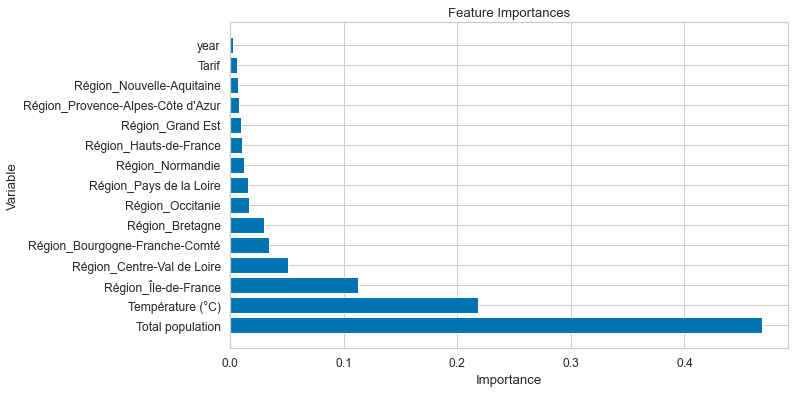 Feature Importances
Variable
year
Tarif
Région_Nouvelle-Aquitaine
Région_Provence-Alpes-Côte d'Azur
Région_Grand Est
Région_Hauts-de-France
Région_Normandie
Région_Pays de la Loire
Région_Occitanie
Région_Bretagne
Région_Bourgogne-Franche-Comté
Région_Centre-Val de Loire
Région_Île-de-France
Température (°C)
Total population
0.0 0.1 0.2 0.3 0.4
Importance